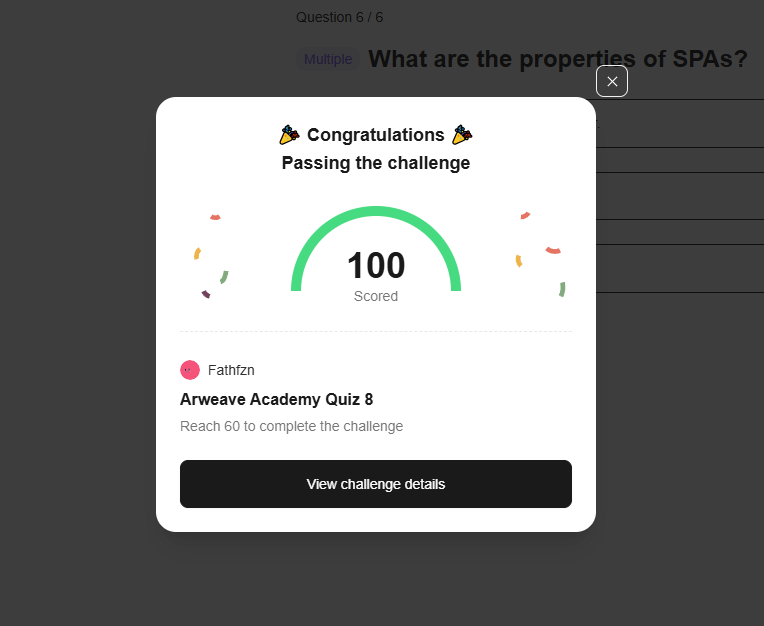 Question 6 / 6
Multiple What are the properties of SPAs?
Congratulations
Passing the challenge
100
Scored
Fathfzn
Arweave Academy Quiz 8
Reach 60 to complete the challenge
View challenge details